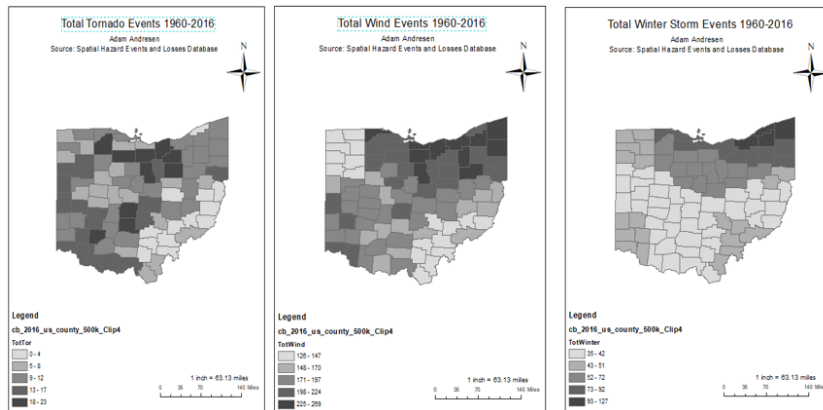 Total Tornado Events 1960-2016
Adam Andresen
Source: Spatial Hazard Events and Losses Database
N
Legend
cb_2016_us_county_500k_Clip4
TotTor
0 - 4
5 - 8
9 - 12
13 - 17
18 - 23
1 inch = 63.13 miles
0 35 70 140 Miles
Total Wind Events 1960-2016
Adam Andresen
Source: Spatial Hazard Events and Losses Database
N
Legend
cb_2016_us_county_500k_Clip4
TotWind
126 - 147
148 - 170
171 - 197
198 - 224
225 - 269
1 inch = 63.13 miles
0 35 70 140 Miles
Total Winter Storm Events 1960-2016
Adam Andresen
Source: Spatial Hazard Events and Losses Database
N
Legend
cb_2016_us_county_500k_Clip4
TotWinter
35 - 42
43 - 51
52 - 72
73 - 92
93 - 127
1 inch = 63.13 miles
0 35 70 140 Miles